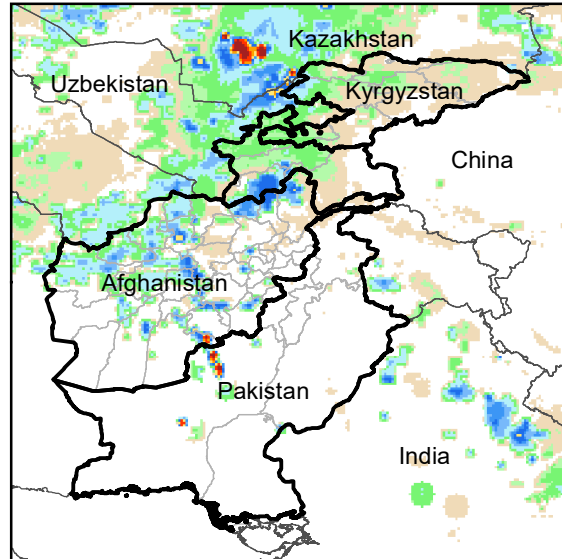 Kazakhstan
Uzbekistan
Kyrgyzstan
China
Afghanistan
Pakistan
India